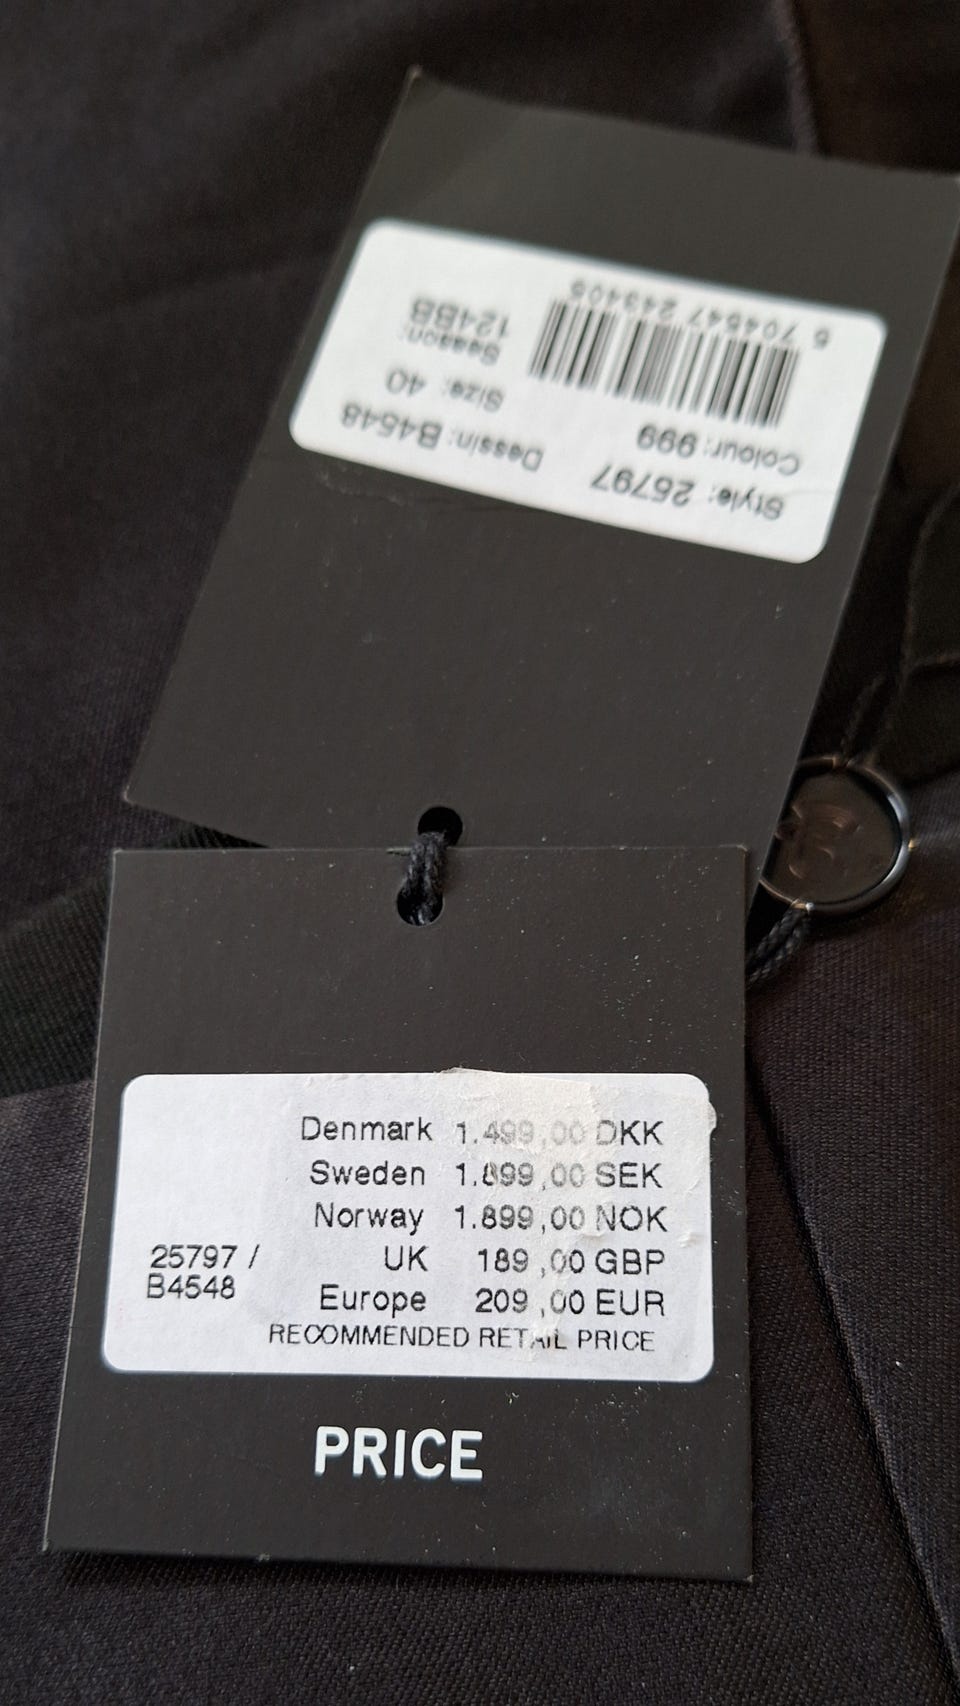 Style: 25797
Dessin: B4548
Colour: 999
Size: 40
Season:
124BB
5 704547 243405
Denmark 1.499,00 DKK
Sweden 1.899,00 SEK
Norway 1.899,00 NOK
25797 /
B4548
UK 189,00 GBP
Europe 209,00 EUR
RECOMMENDED RETAIL PRICE
PRICE